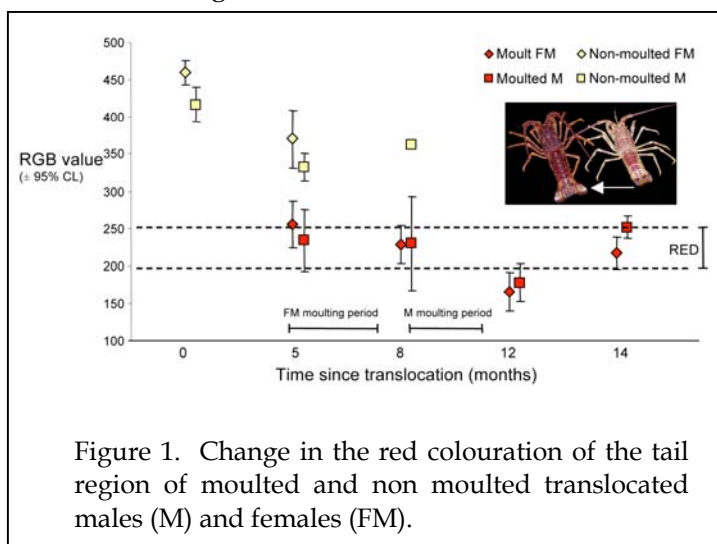 Moult FM Non-moulted FM
Moulted M Non-moulted M
500
450
400
RGB value
(± 95% CL)
350
300
250
RED
200
150
FM moulting period M moulting period
100
0 5 8 12 14
Time since translocation (months)
Figure 1. Change in the red colouration of the tail
region of moulted and non moulted translocated
males (M) and females (FM).